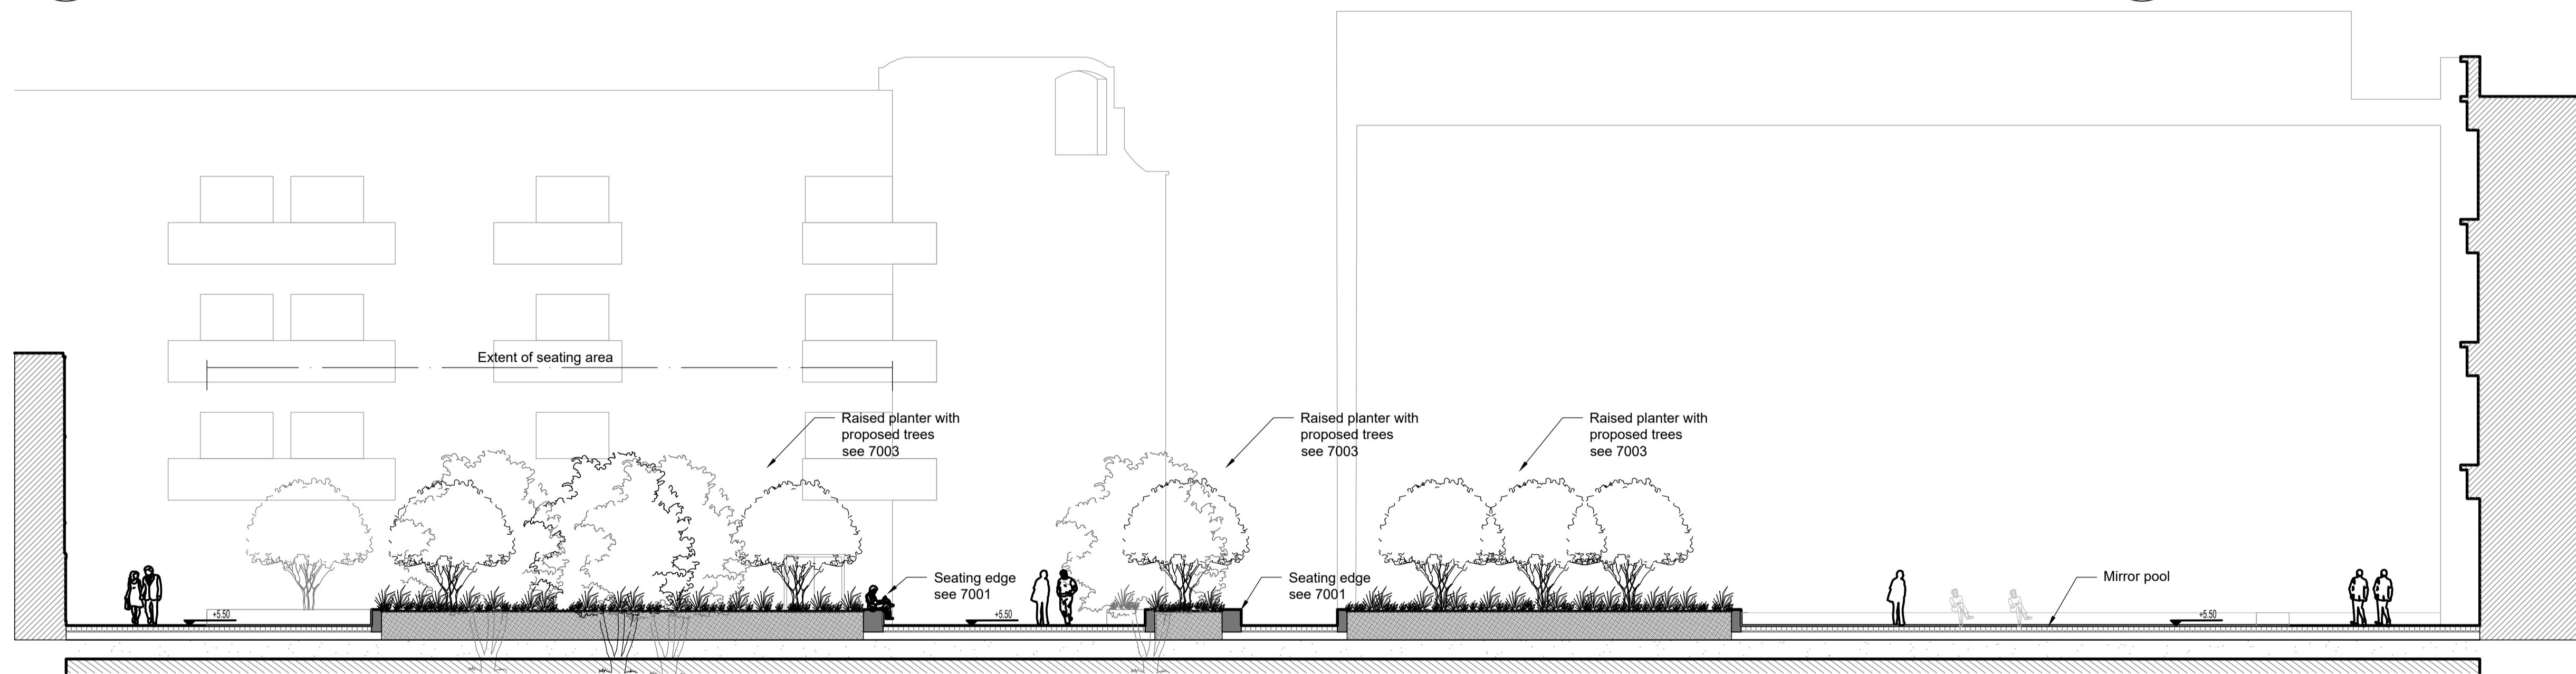 Extent of seating area
Raised planter with
proposed trees
see 7003
Raised planter with
proposed trees
see 7003
Raised planter with
proposed trees
see 7003
Seating edge
see 7001
Seating edge
see 7001
Mirror pool
+5.50
+5.50
+5.50